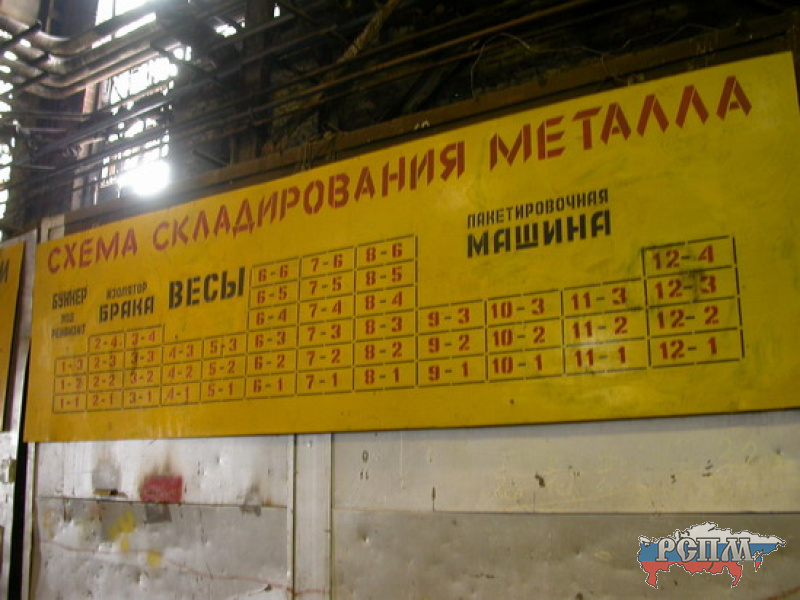 СХЕМА СКЛАДИРОВАНИЯ МЕТАЛЛА
БУНКЕР
ПОД
ИЗОЛЯТОР
БРАКА
ВЕСЫ
ПАКЕТИРОВОЧНАЯ
МАШИНА
6-6 7-6 8-6
6-5 7-5 8-5 12-4
6-4 7-4 8-4 12-3
2-4 3-4 6-3 7-3 8-3 9-3 10-3 11-3 12-2
1-3 2-3 3-3 4-3 5-3 6-2 7-2 8-2 9-2 10-2 11-2 12-1
1-2 2-2 3-2 4-2 5-2 6-1 7-1 8-1 9-1 10-1 11-1
1-1 2-1 3-1 4-1 5-1
РСПМ